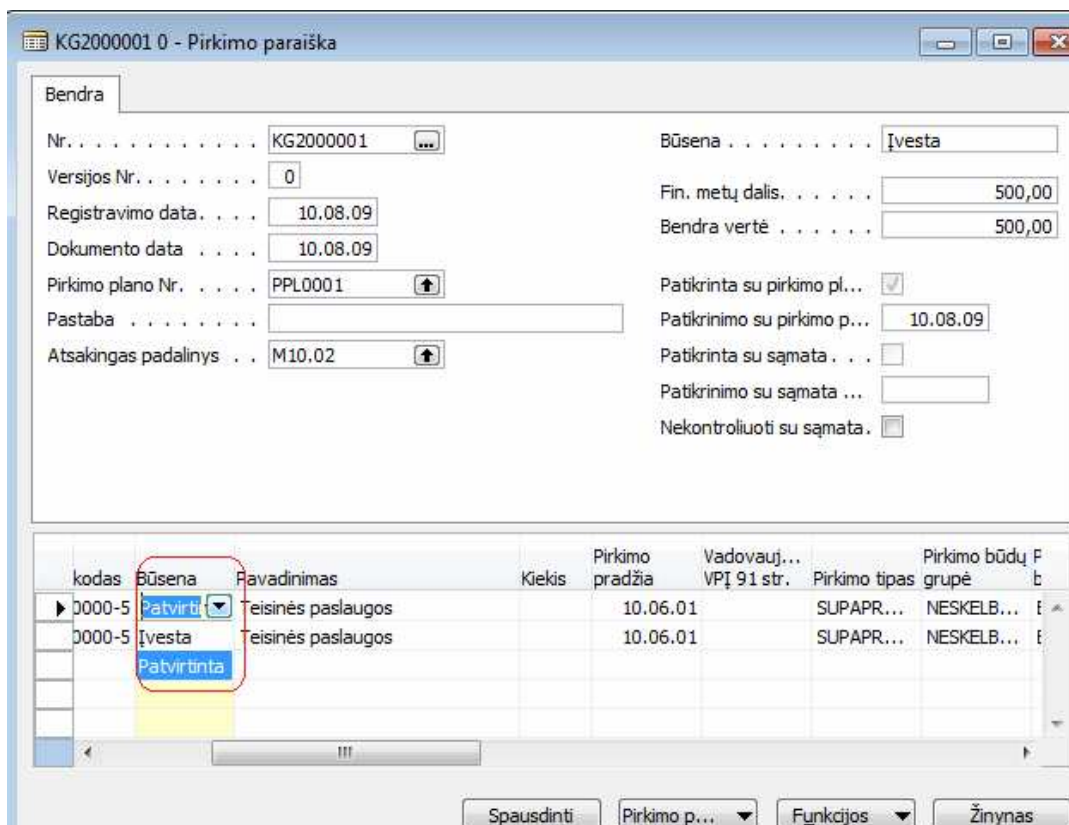 KG2000001 0 - Pirkimo paraiška
Bendra
Nr. . . . . . . . . . . . . KG2000001 ...
Versijos Nr. . . . . . . . . 0
Registravimo data. . . . 10.08.09
Dokumento data . . . . 10.08.09
Pirkimo plano Nr. . . . . PPL0001
Pastaba . . . . . . . .
Atsakingas padalinys . . M10.02
Būsena . . . . . . . . . Įvesta
Fin. metų dalis. . . . . . 500,00
Bendra vertė . . . . . . 500,00
Patikrinta su pirkimo pl...
Patikrinimo su pirkimo p... 10.08.09
Patikrinta su sąmata . . .
Patikrinimo su sąmata ...
Nekontroliuoti su sąmata.
kodas Būsena Pavadinimas Kiekis Pirkimo pradžia Vadovauj... VPĮ 91 str. Pirkimo tipas Pirkimo būdų grupė P
0000-5 Patvirti Teisinės paslaugos 10.06.01 SUPAPR... NESKELB...
0000-5 Įvesta Teisinės paslaugos 10.06.01 SUPAPR... NESKELB...
Patvirtinta
Spausdinti Pirkimo p... Funkcijos Žinynas